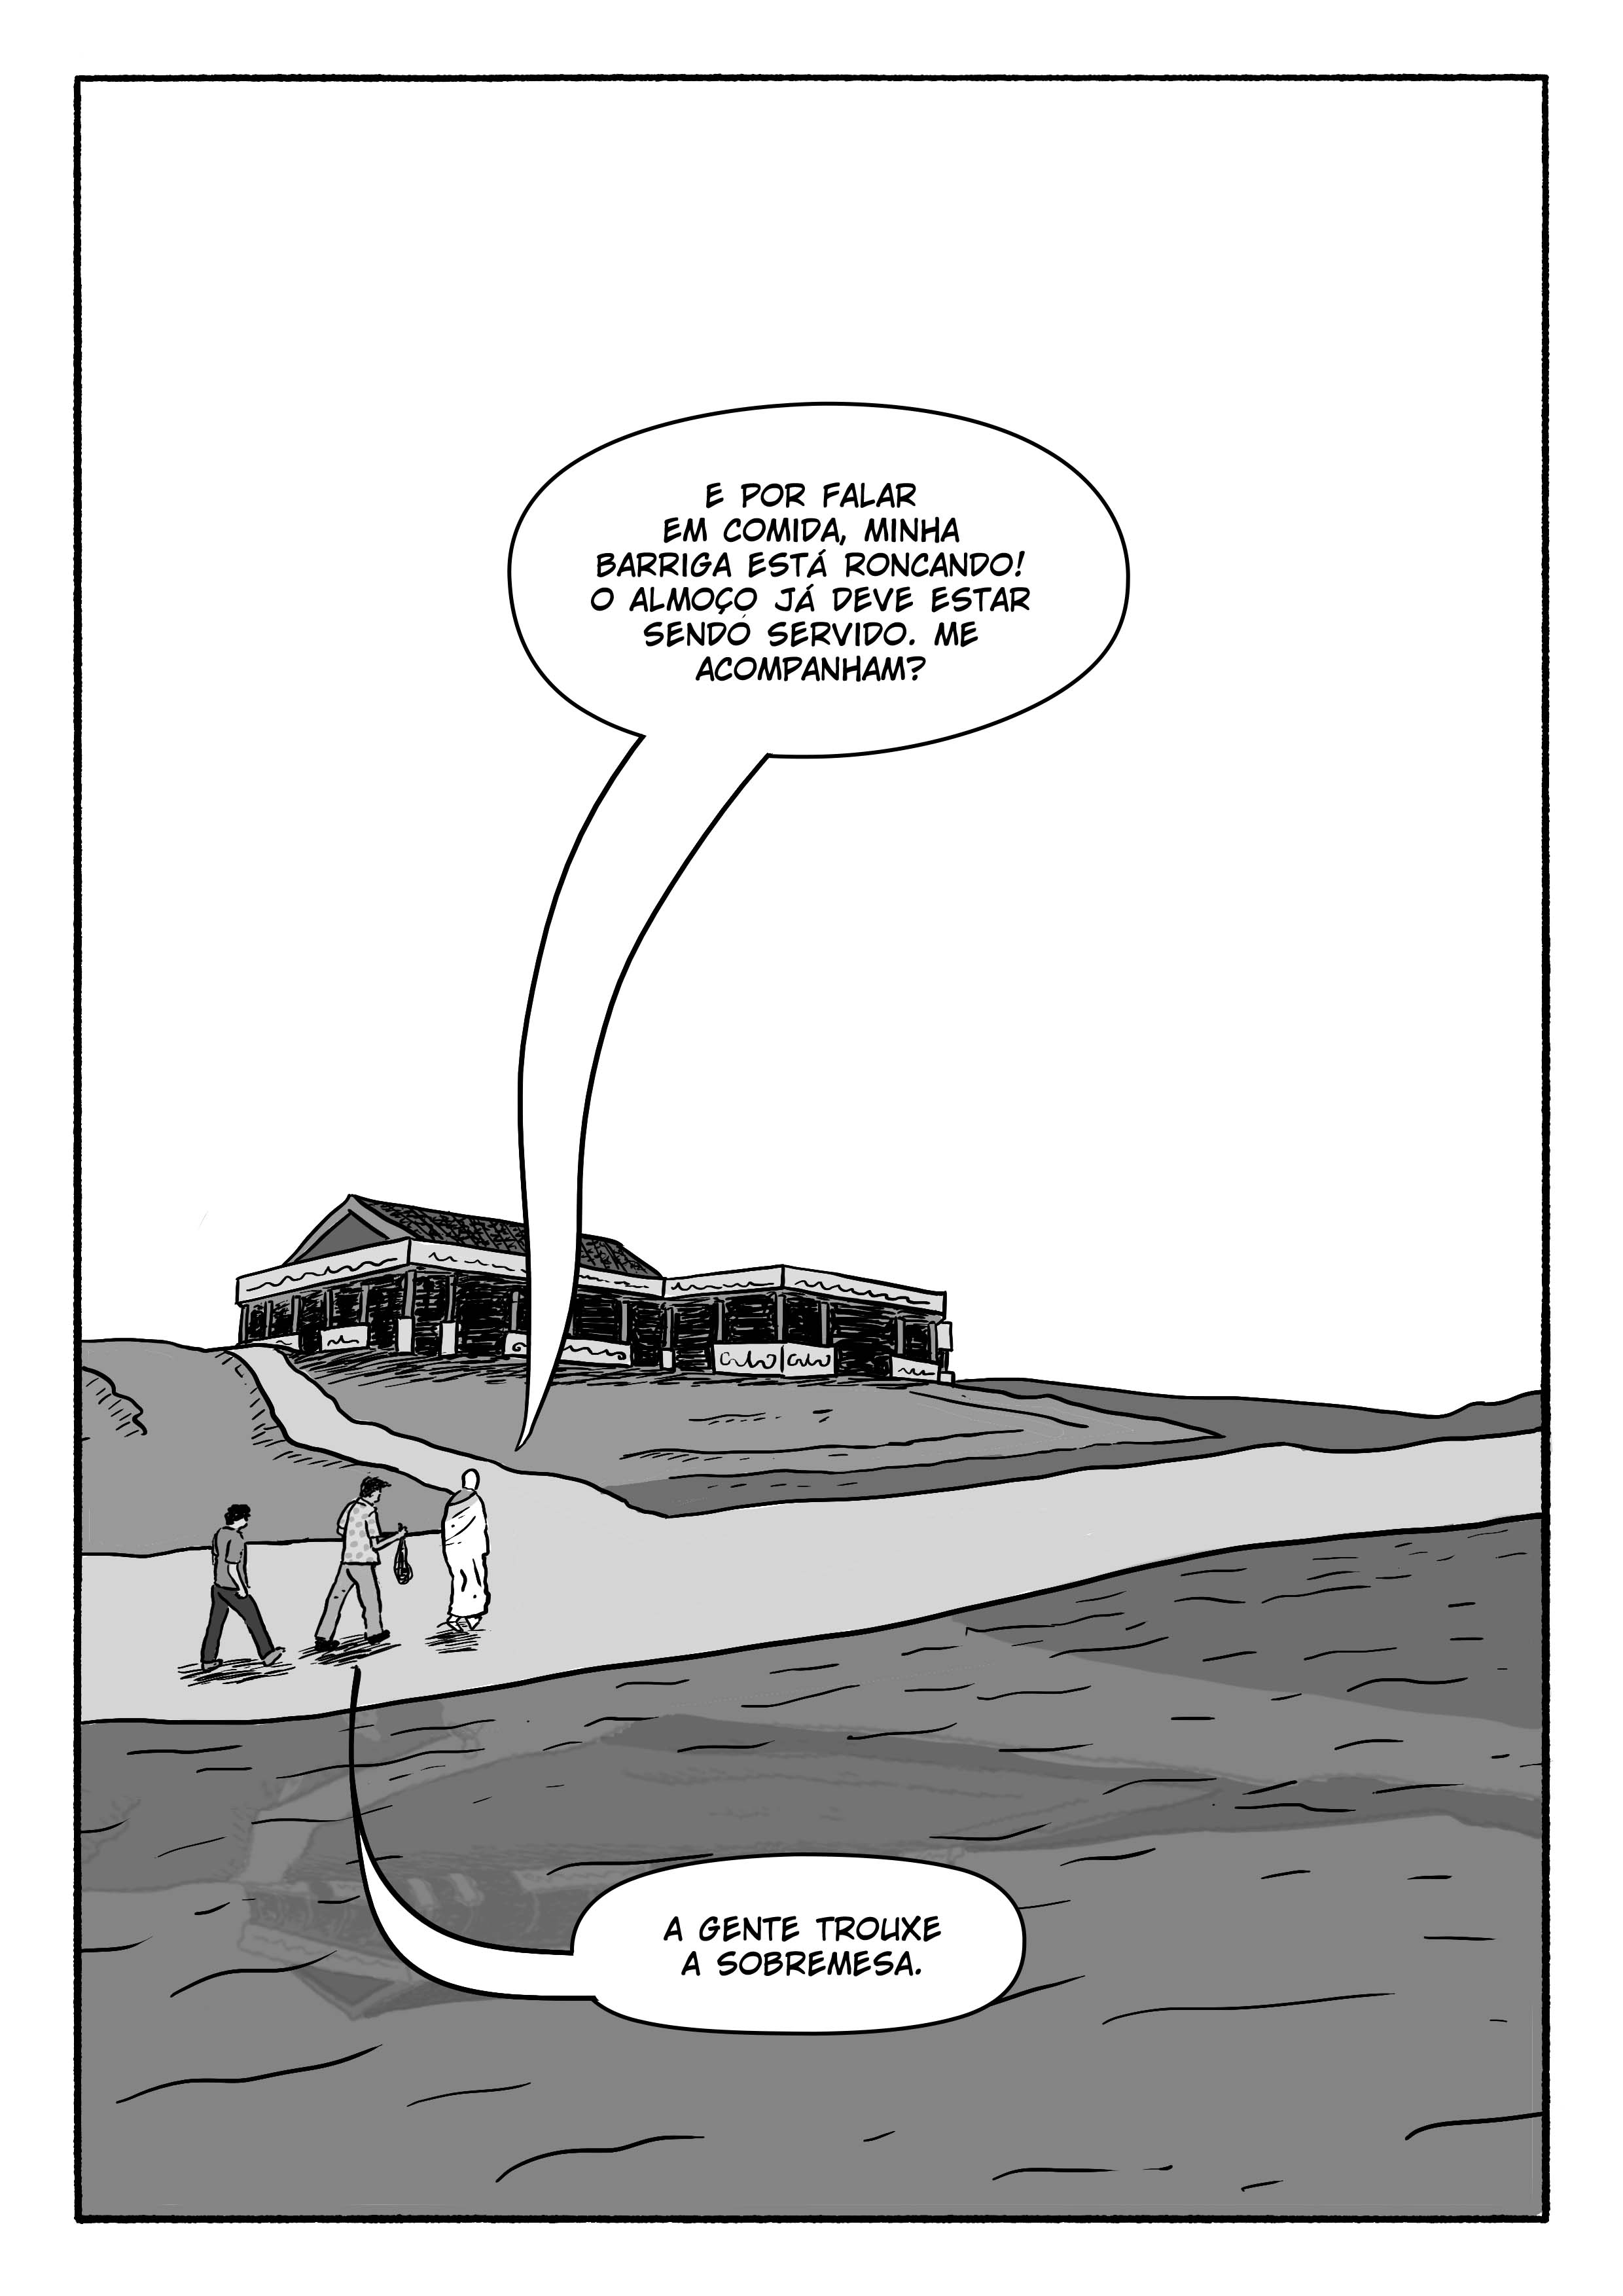 E POR FALAR
EM COMIDA, MINHA
BARRIGA ESTÁ RONCANDO!
O ALMOÇO JÁ DEVE ESTAR
SENDO SERVIDO. ME
ACOMPANHAM?
A GENTE TROUXE
A SOBREMESA.